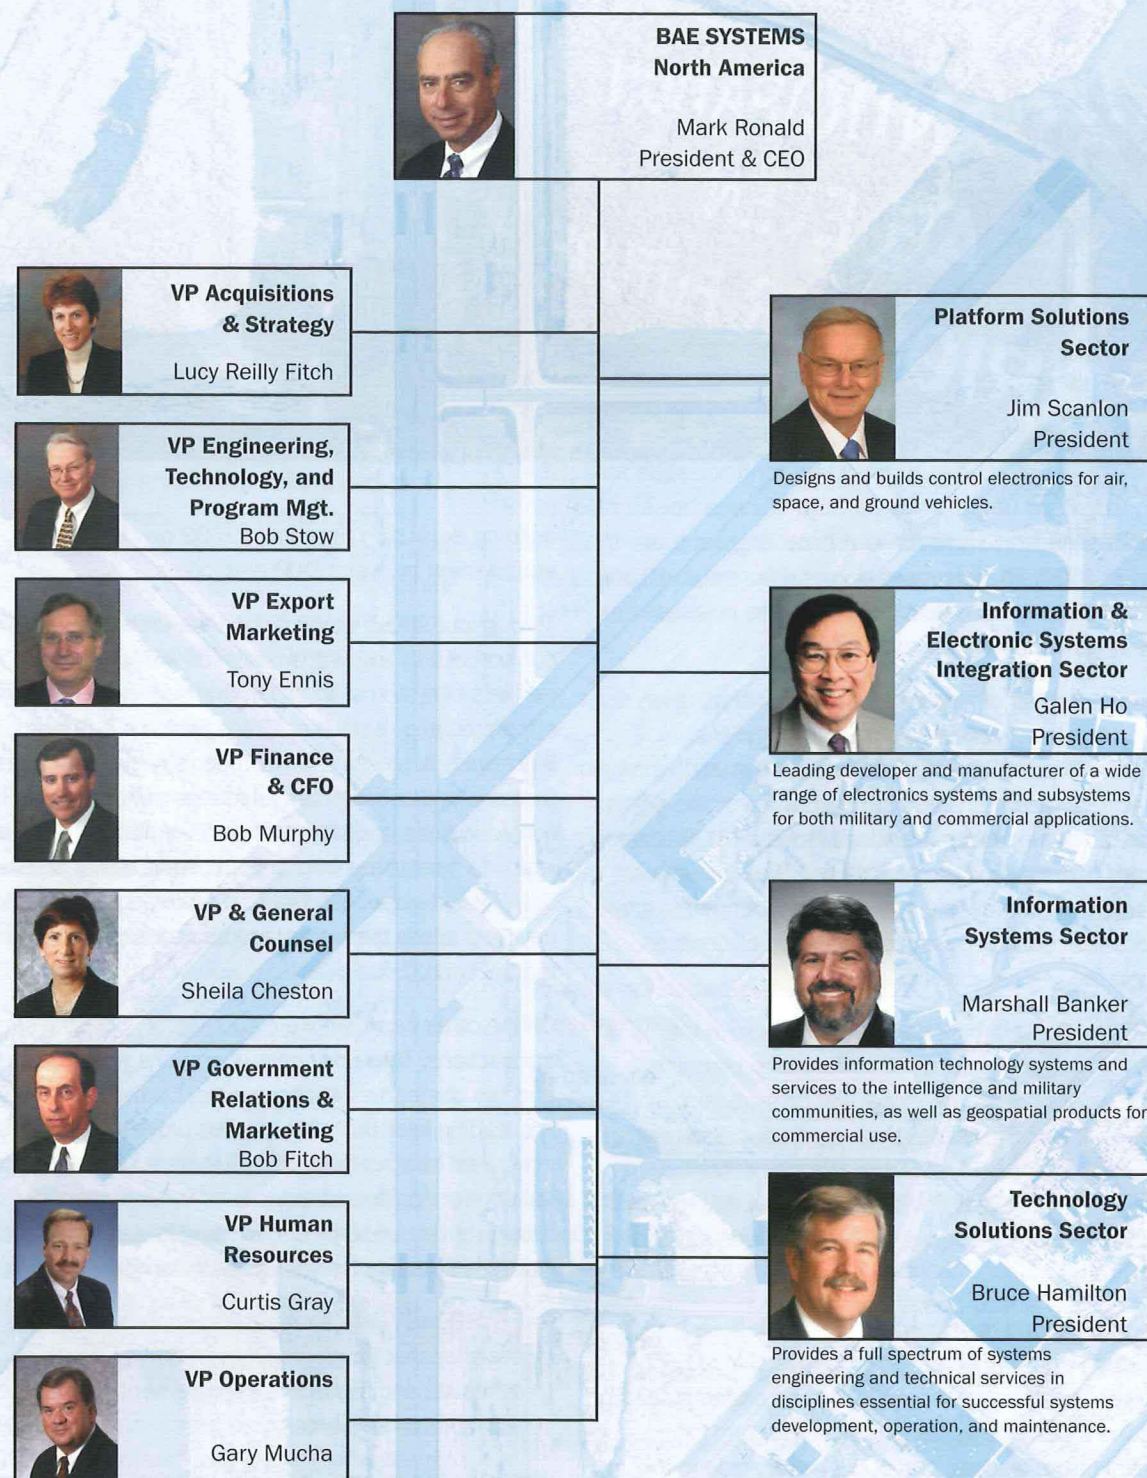 BAE SYSTEMS
North America
Mark Ronald
President & CEO
VP Acquisitions
& Strategy
Lucy Reilly Fitch
VP Engineering,
Technology, and
Program Mgt.
Bob Stow
VP Export
Marketing
Tony Ennis
VP Finance
& CFO
Bob Murphy
VP & General
Counsel
Sheila Cheston
VP Government
Relations &
Marketing
Bob Fitch
VP Human
Resources
Curtis Gray
VP Operations
Gary Mucha
Platform Solutions
Sector
Jim Scanlon
President
Designs and builds control electronics for air,
space, and ground vehicles.
Information &
Electronic Systems
Integration Sector
Galen Ho
President
Leading developer and manufacturer of a wide
range of electronics systems and subsystems
for both military and commercial applications.
Information
Systems Sector
Marshall Banker
President
Provides information technology systems and
services to the intelligence and military
communities, as well as geospatial products for
commercial use.
Technology
Solutions Sector
Bruce Hamilton
President
Provides a full spectrum of systems
engineering and technical services in
disciplines essential for successful systems
development, operation, and maintenance.